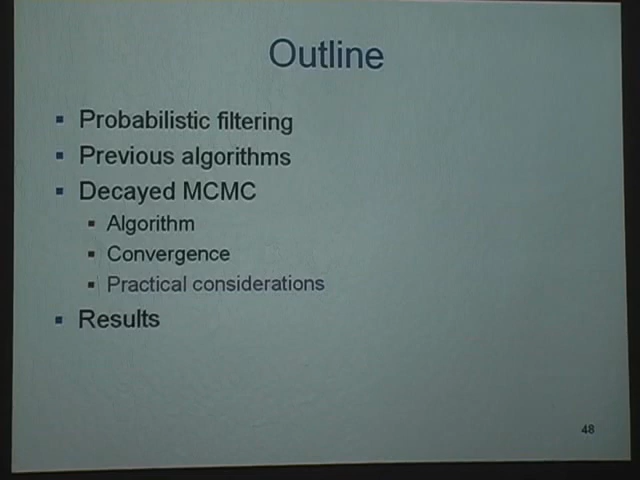 Outline
Probabilistic filtering
Previous algorithms
Decayed MCMC
Algorithm
Convergence
Practical considerations
Results
48